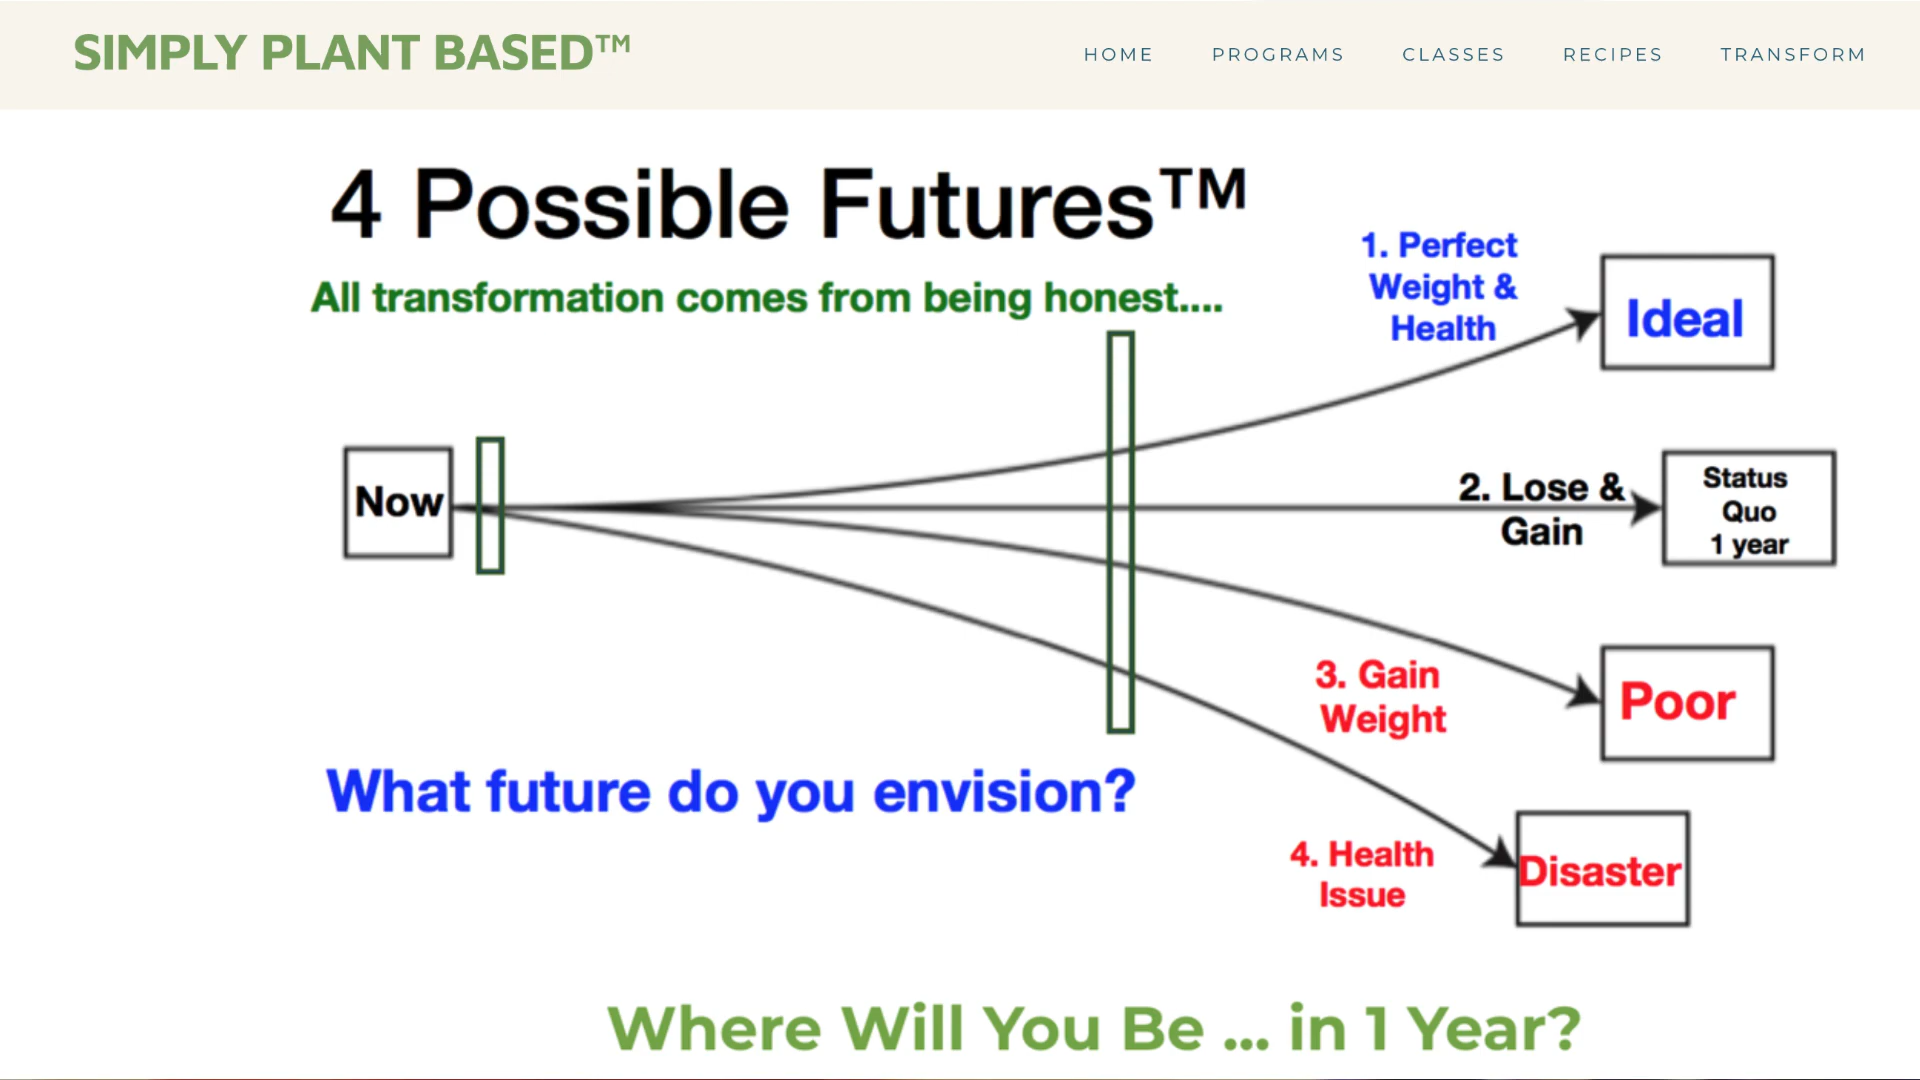 SIMPLY PLANT BASED™
HOME PROGRAMS CLASSES RECIPES TRANSFORM
4 Possible Futures™
All transformation comes from being honest....
1. Perfect
Weight &
Health
Ideal
Now
2. Lose &
Gain
Status
Quo
1 year
3. Gain
Weight
Poor
What future do you envision?
4. Health
Issue
Disaster
Where Will You Be ... in 1 Year?